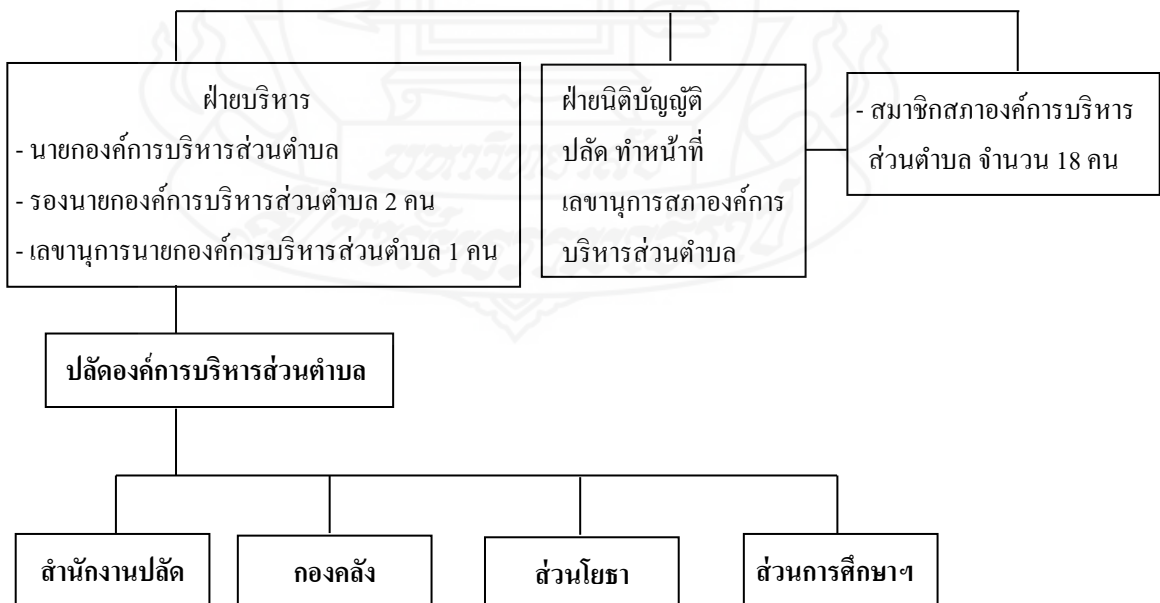 ฝ่ายบริหาร
- นายกองค์การบริหารส่วนตำบล
- รองนายกองค์การบริหารส่วนตำบล 2 คน
- เลขานุการนายกองค์การบริหารส่วนตำบล 1 คน
ฝ่ายนิติบัญญัติ
ปลัด ทำหน้าที่
เลขานุการสภาองค์การ
บริหารส่วนตำบล
- สมาชิกสภาองค์การบริหาร
ส่วนตำบล จำนวน 18 คน
ปลัดองค์การบริหารส่วนตำบล
สำนักงานปลัด
กองคลัง
ส่วนโยธา
ส่วนการศึกษาฯ